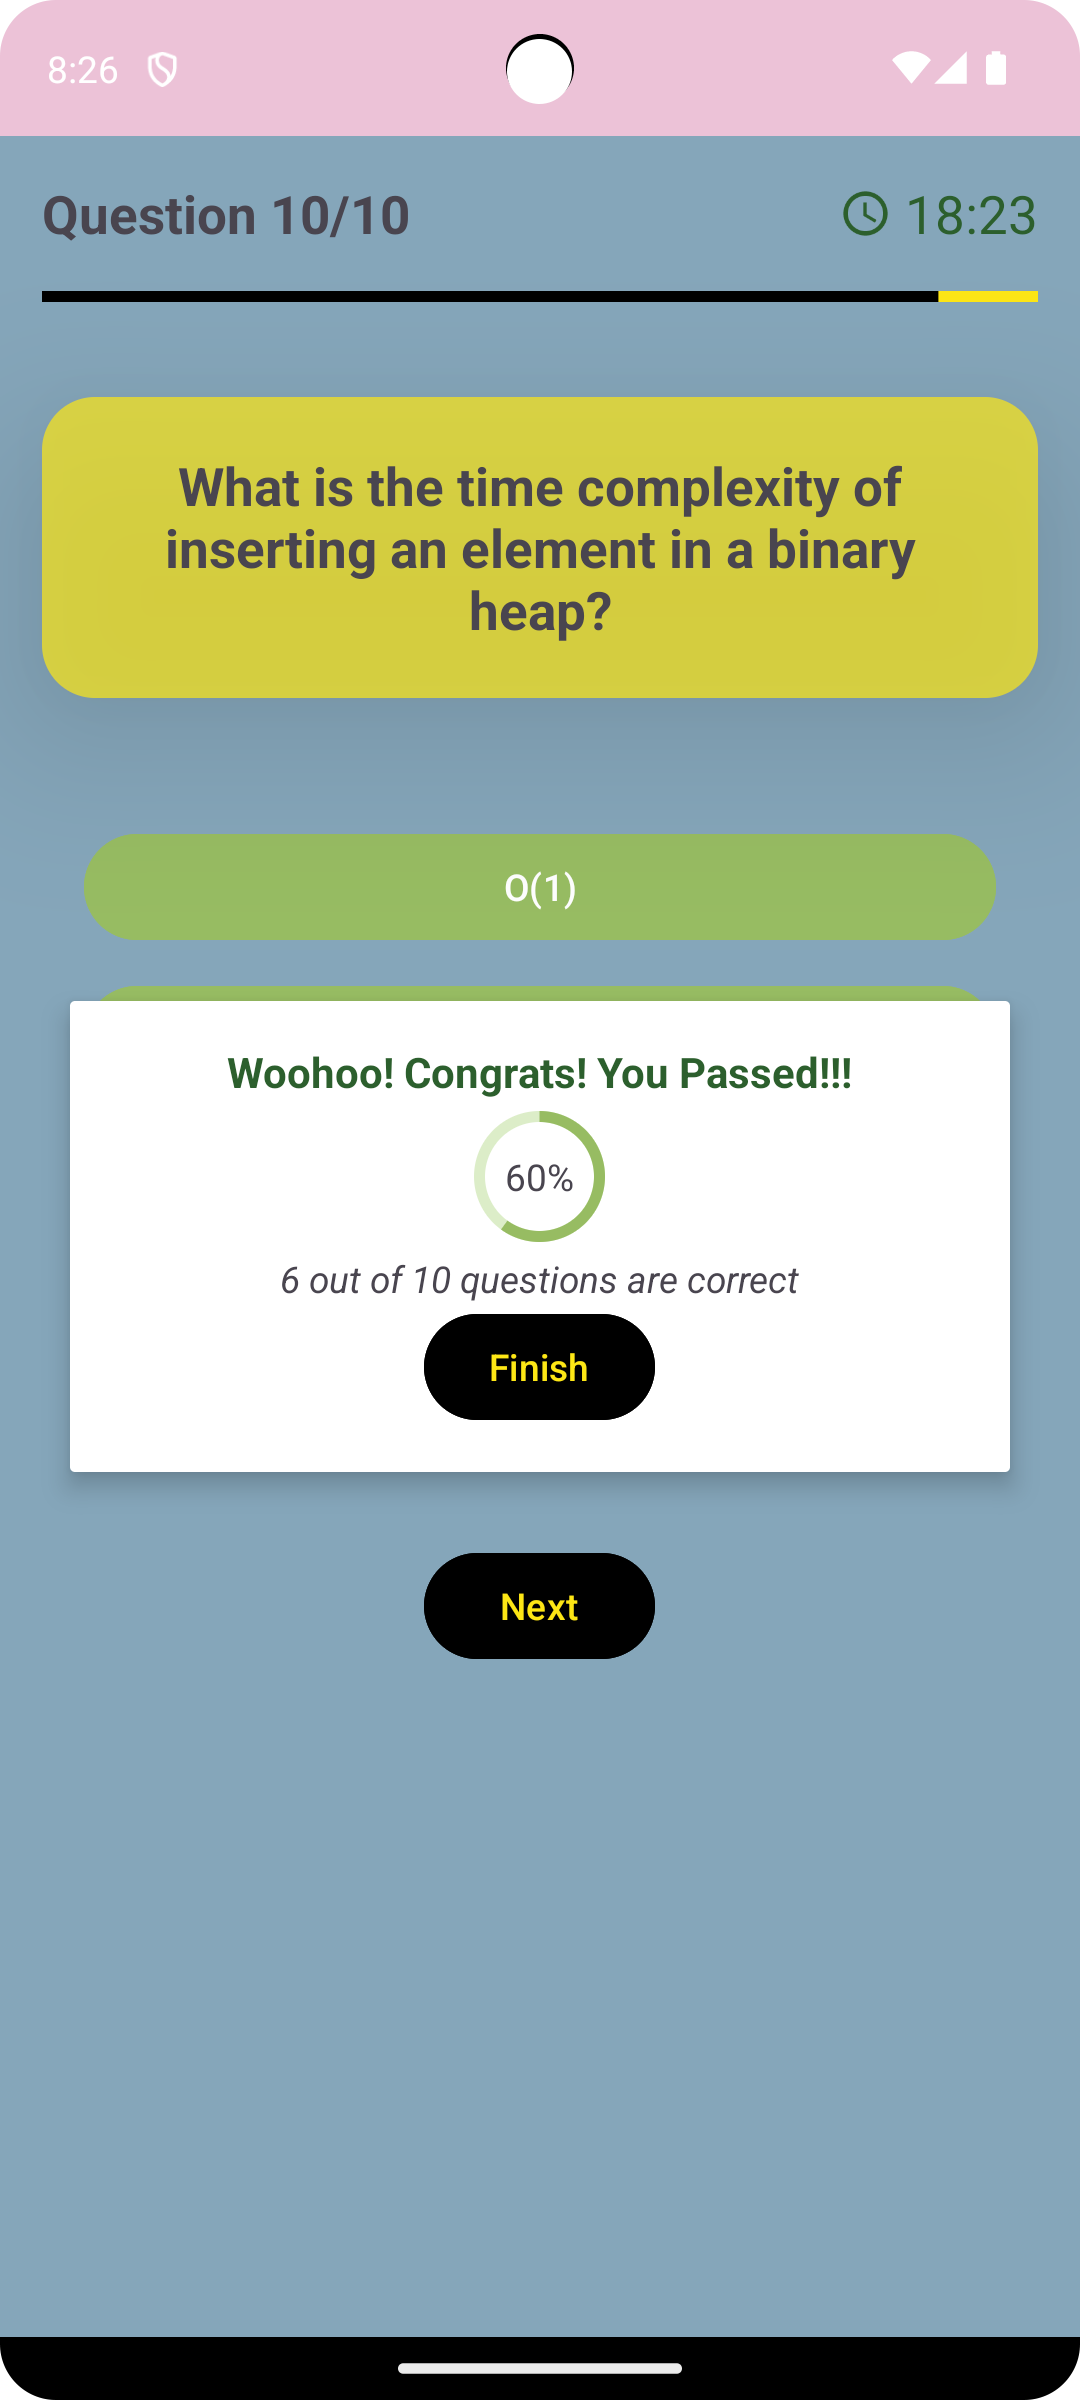 8:26
Question 10/10
18:23
What is the time complexity of
inserting an element in a binary
heap?
O(1)
Woohoo! Congrats! You Passed!!!
60%
6 out of 10 questions are correct
Finish
Next